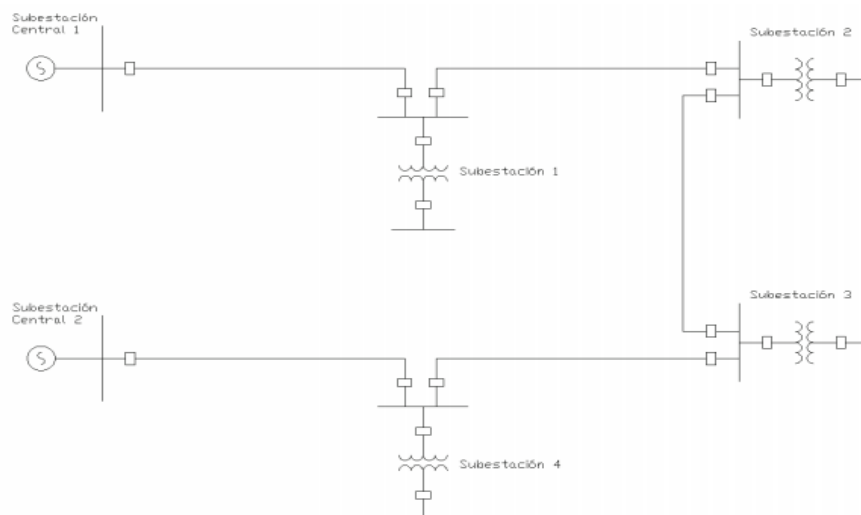 Subestación
Central 1
S
Subestación 2
Subestación 1
Subestación
Central 2
S
Subestación 3
Subestación 4